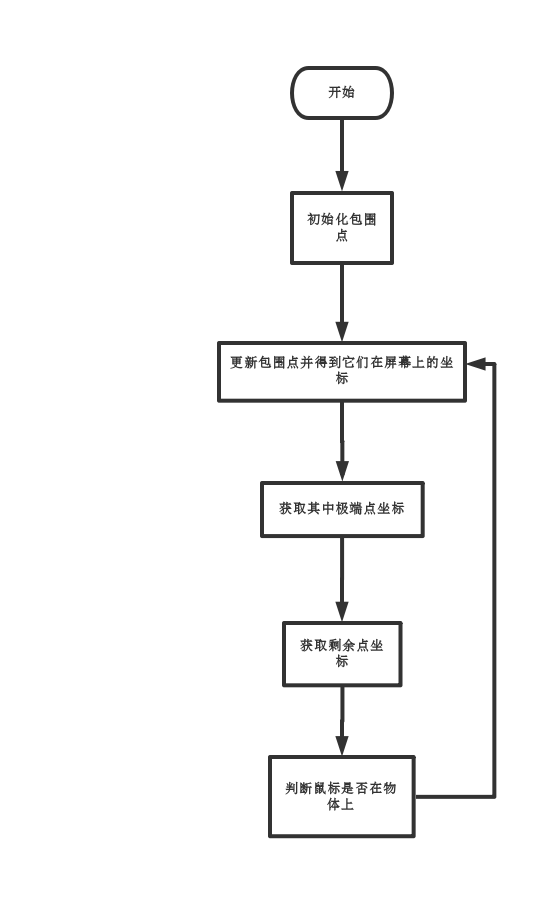 开始
初始化包围
点
更新包围点并得到它们在屏幕上的坐
标
获取其中极端点坐标
获取剩余点坐
标
判断鼠标是否在物
体上